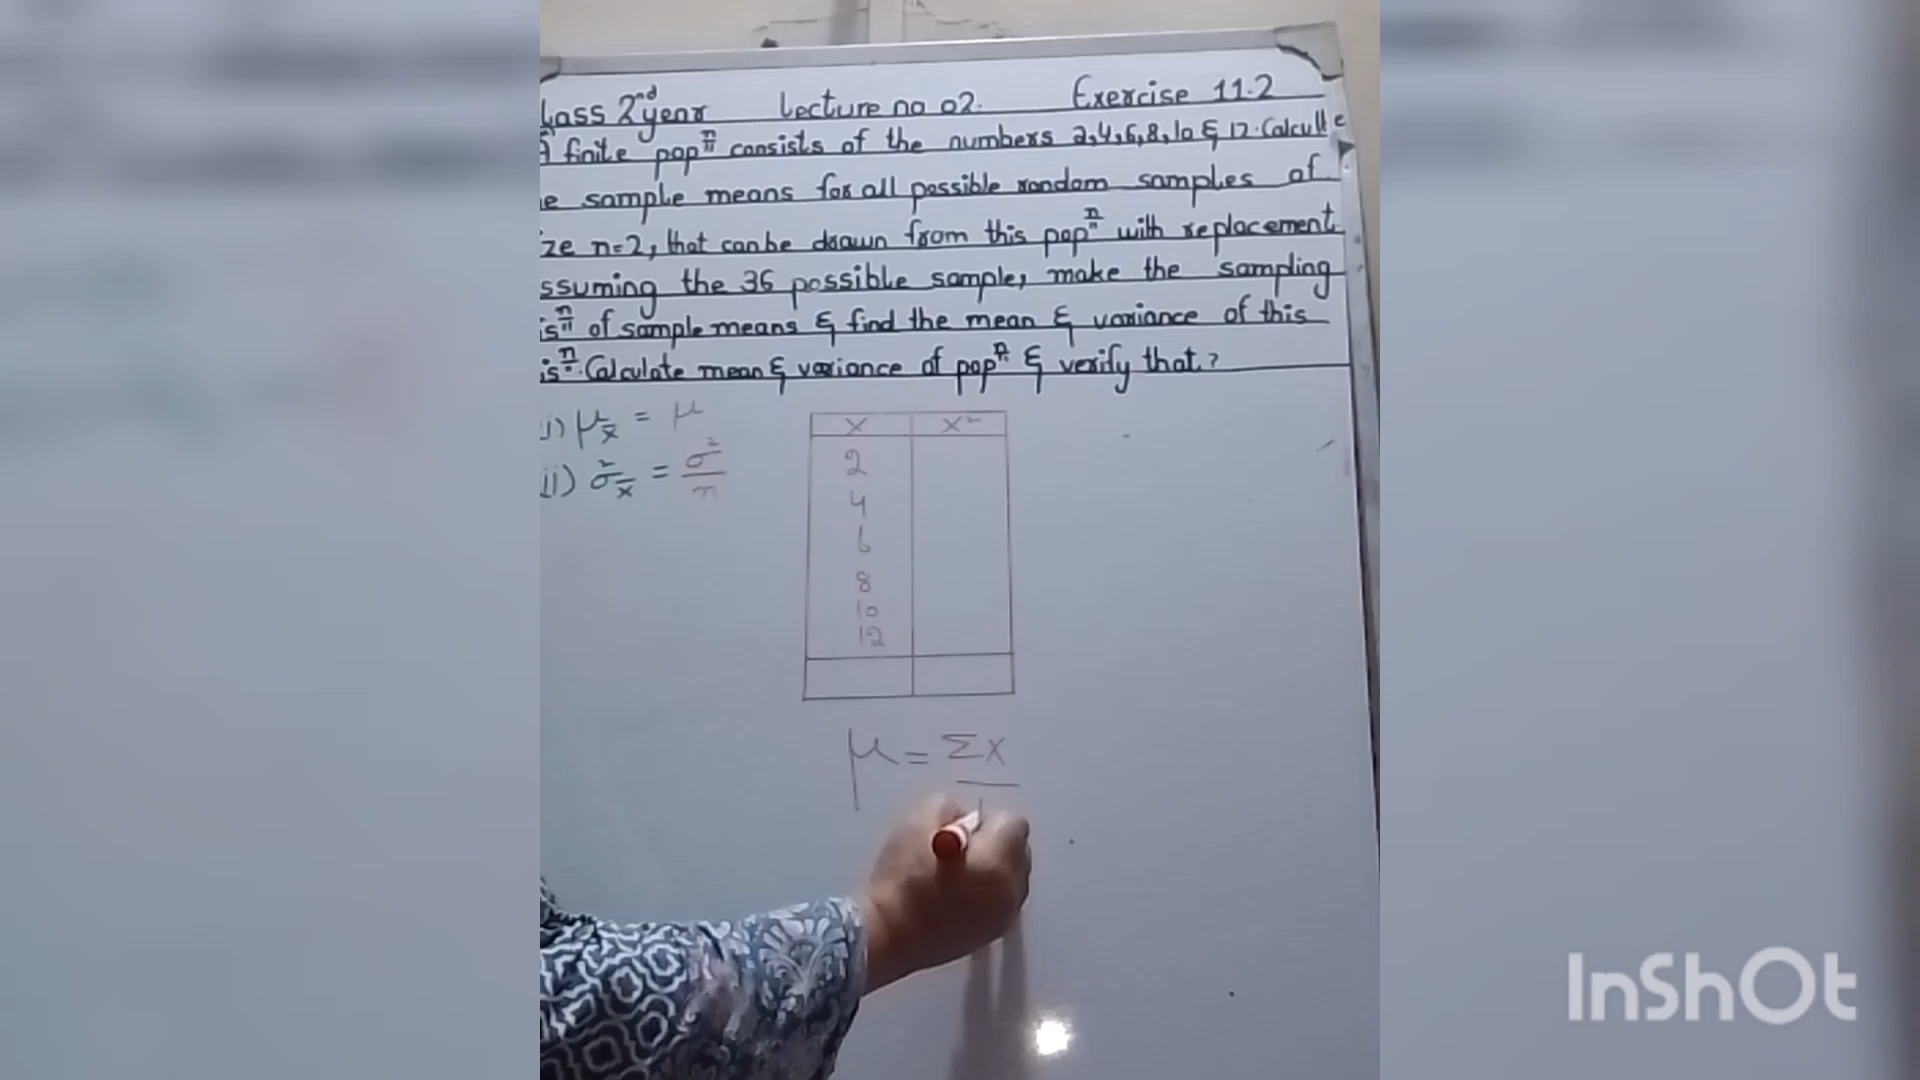 lass 2nd year Lecture no 02. Exercise 11.2
A finite popn consists of the numbers 2,4,6,8,10 & 12. Calcul e
e sample means for all possible random samples of
ze n=2, that can be drawn from this popn with replacement
ssuming the 36 possible sample, make the sampling
isn of sample means & find the mean & variance of this
isn. Calculate mean & variance of popn & verify that?
i) μx̄ = μ
ii) σ²x̄ = σ²/n
X X²
2
4
6
8
10
12
μ = ΣX
InShOt